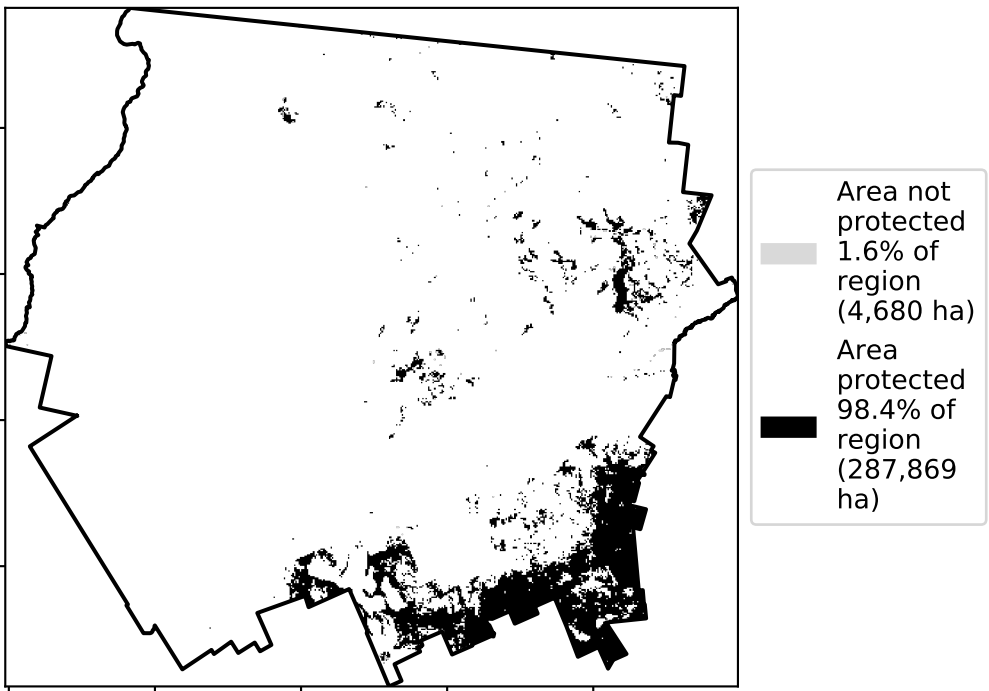 Area not
protected
1.6% of
region
(4,680 ha)
Area
protected
98.4% of
region
(287,869
ha)